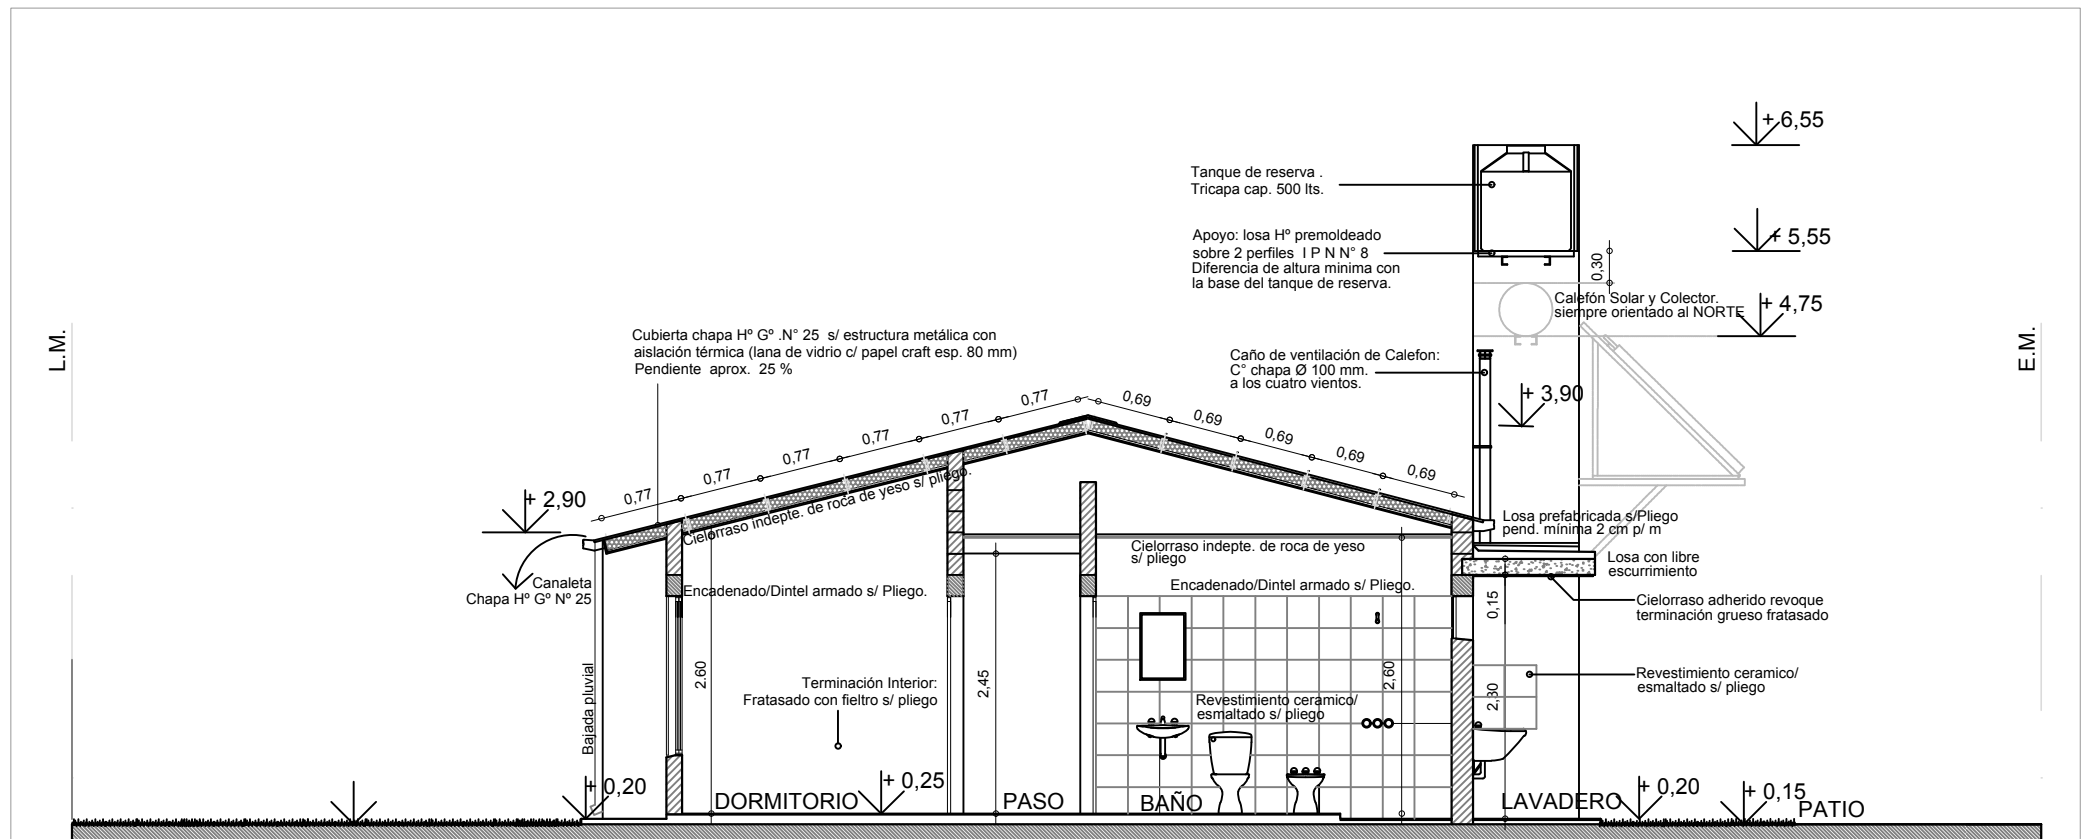 + 6,55
Tanque de reserva .
Tricapa cap. 500 lts.
Apoyo: losa Hº premoldeado
sobre 2 perfiles I P N N° 8
Diferencia de altura minima con
la base del tanque de reserva.
+ 5,55
0,30
Calefón Solar y Colector.
siempre orientado al NORTE
+ 4,75
L.M.
E.M.
Cubierta chapa Hº Gº .N° 25 s/ estructura metálica con
aislación térmica (lana de vidrio c/ papel craft esp. 80 mm)
Pendiente aprox. 25 %
Caño de ventilación de Calefon:
C° chapa Ø 100 mm.
a los cuatro vientos.
+ 3,90
0,77
0,77
0,77
0,77
0,77
0,77
0,69
0,69
0,69
0,69
0,69
+ 2,90
Cielorraso indepte. de roca de yeso s/ pliego.
Losa prefabricada s/Pliego
pend. mínima 2 cm p/ m
Cielorraso indepte. de roca de yeso
s/ pliego
Losa con libre
escurrimiento
Canaleta
Chapa Hº Gº Nº 25
Encadenado/Dintel armado s/ Pliego.
Encadenado/Dintel armado s/ Pliego.
0,15
Cielorraso adherido revoque
terminación grueso fratasado
Bajada pluvial
2.60
Terminación Interior:
Fratasado con fieltro s/ pliego
2,45
Revestimiento ceramico/
esmaltado s/ pliego
2,60
2,30
Revestimiento ceramico/
esmaltado s/ pliego
+ 0,20
DORMITORIO
+ 0,25
PASO
BAÑO
LAVADERO
+ 0,20
+ 0,15
PATIO